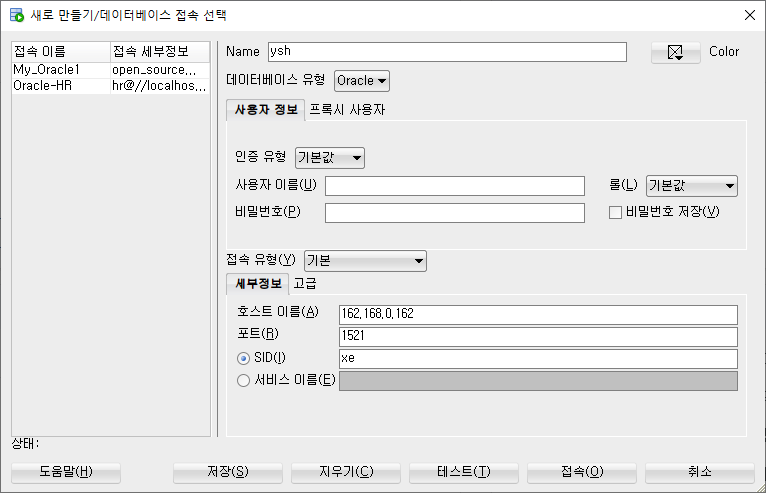 새로 만들기/데이터베이스 접속 선택
접속 이름 접속 세부정보
My_Oracle1 open_source,,,
Oracle-HR hr@//localhos,,,
Name ysh Color
데이터베이스 유형 Oracle
사용자 정보 프록시 사용자
인증 유형 기본값
사용자 이름(U) 롤(L) 기본값
비밀번호(P) 비밀번호 저장(V)
접속 유형(Y) 기본
세부정보 고급
호스트 이름(A) 162,168,0,162
포트(R) 1521
SID(I) xe
서비스 이름(E)
상태:
도움말(H) 저장(S) 지우기(C) 테스트(T) 접속(O) 취소